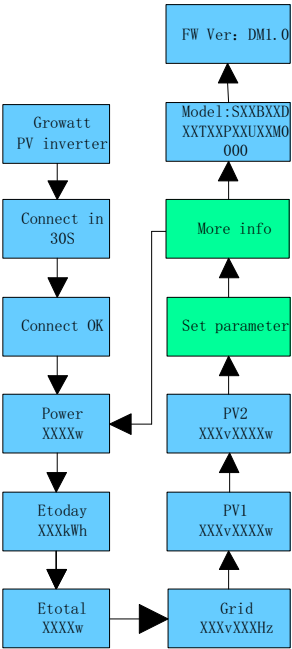 Growatt
PV inverter
Connect in
30S
Connect OK
Power
XXXXw
Etoday
XXXkWh
Etotal
XXXXw
Grid
XXXvXXXHz
PV1
XXXvXXXXw
PV2
XXXvXXXXw
Set parameter
More info
Model:SXXBXXD
XXTXXPXXUXXM0
000
FW Ver: DM1.0